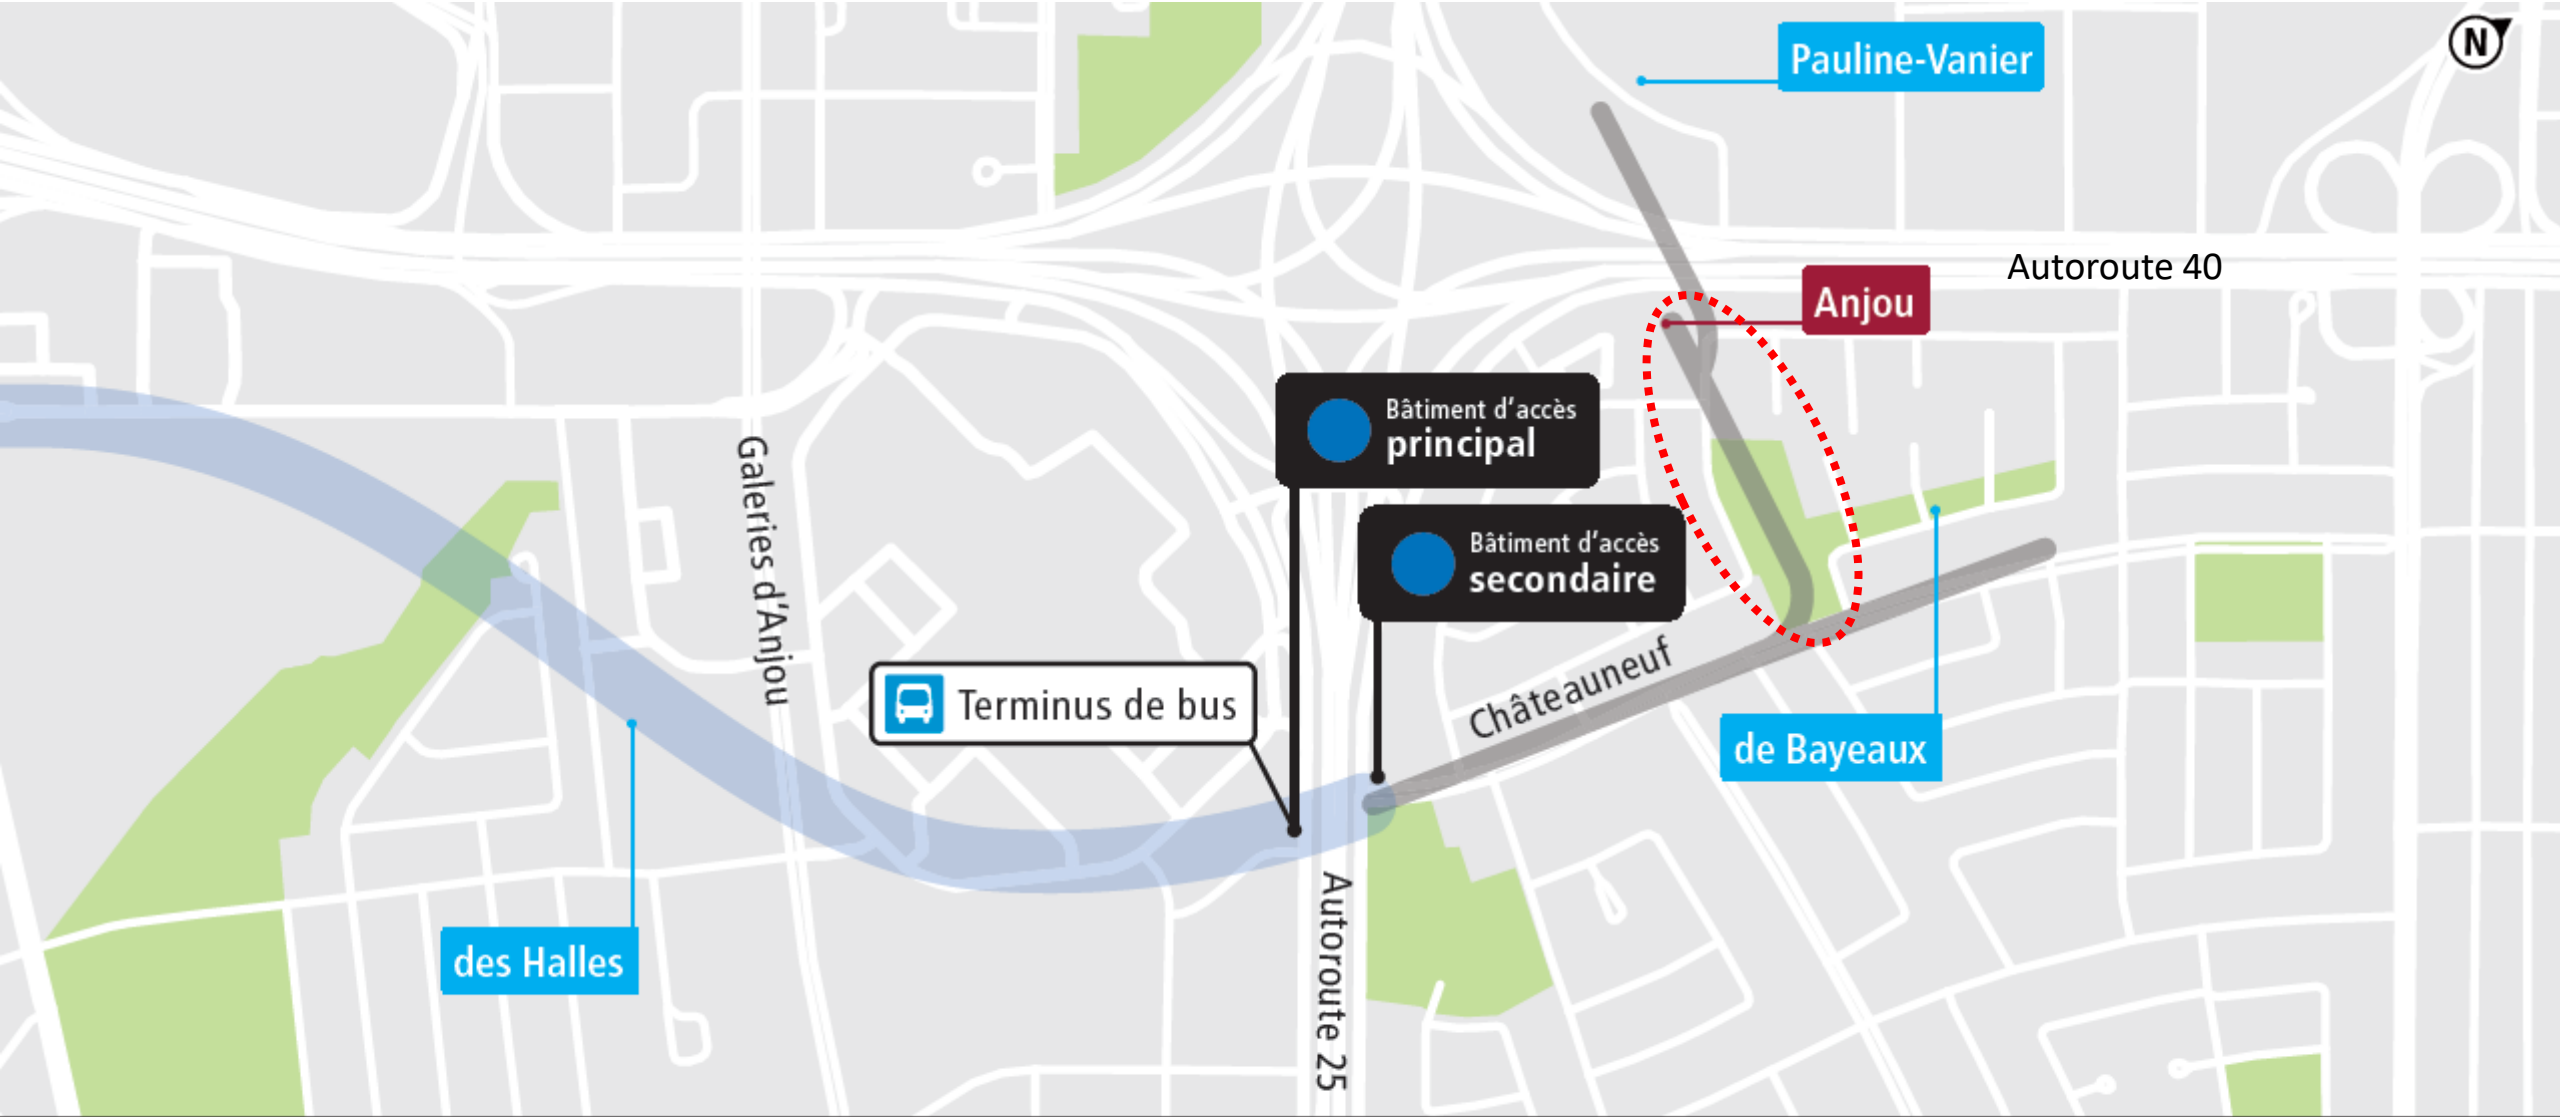 Pauline-Vanier
N
Autoroute 40
Anjou
Bâtiment d'accès
principal
Galeries d'Anjou
Bâtiment d'accès
secondaire
Châteauneuf
Terminus de bus
de Bayeaux
Autoroute 25
des Halles